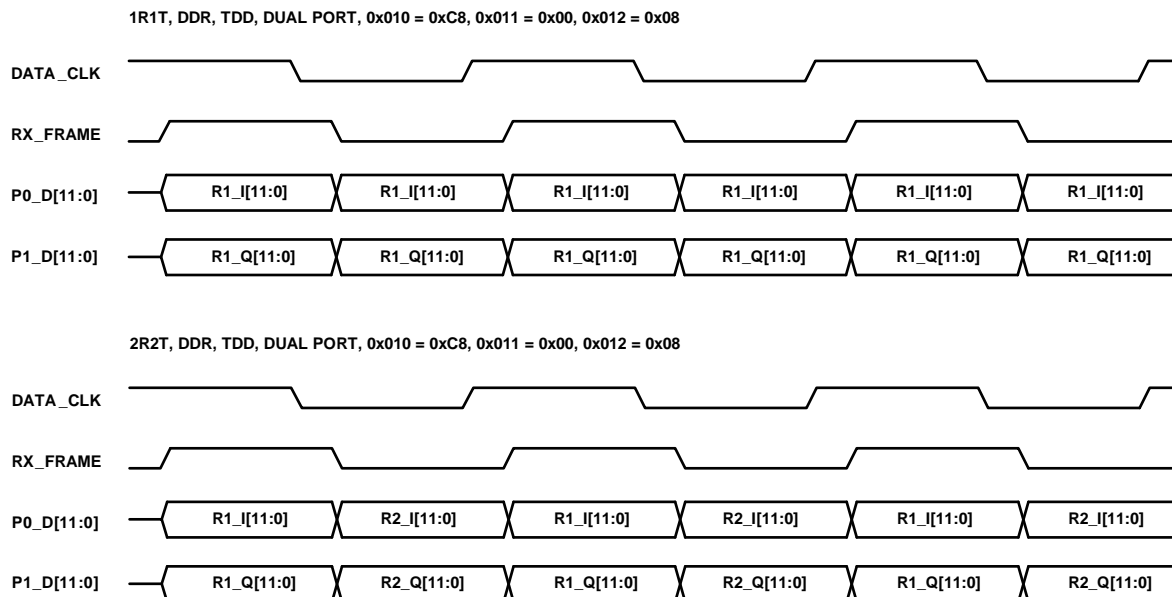 1R1T, DDR, TDD, DUAL PORT, 0x010 = 0xC8, 0x011 = 0x00, 0x012 = 0x08
DATA_CLK
RX_FRAME
P0_D[11:0] R1_I[11:0] R1_I[11:0] R1_I[11:0] R1_I[11:0] R1_I[11:0] R1_I[11:0]
P1_D[11:0] R1_Q[11:0] R1_Q[11:0] R1_Q[11:0] R1_Q[11:0] R1_Q[11:0] R1_Q[11:0]
2R2T, DDR, TDD, DUAL PORT, 0x010 = 0xC8, 0x011 = 0x00, 0x012 = 0x08
DATA_CLK
RX_FRAME
P0_D[11:0] R1_I[11:0] R2_I[11:0] R1_I[11:0] R2_I[11:0] R1_I[11:0] R2_I[11:0]
P1_D[11:0] R1_Q[11:0] R2_Q[11:0] R1_Q[11:0] R2_Q[11:0] R1_Q[11:0] R2_Q[11:0]